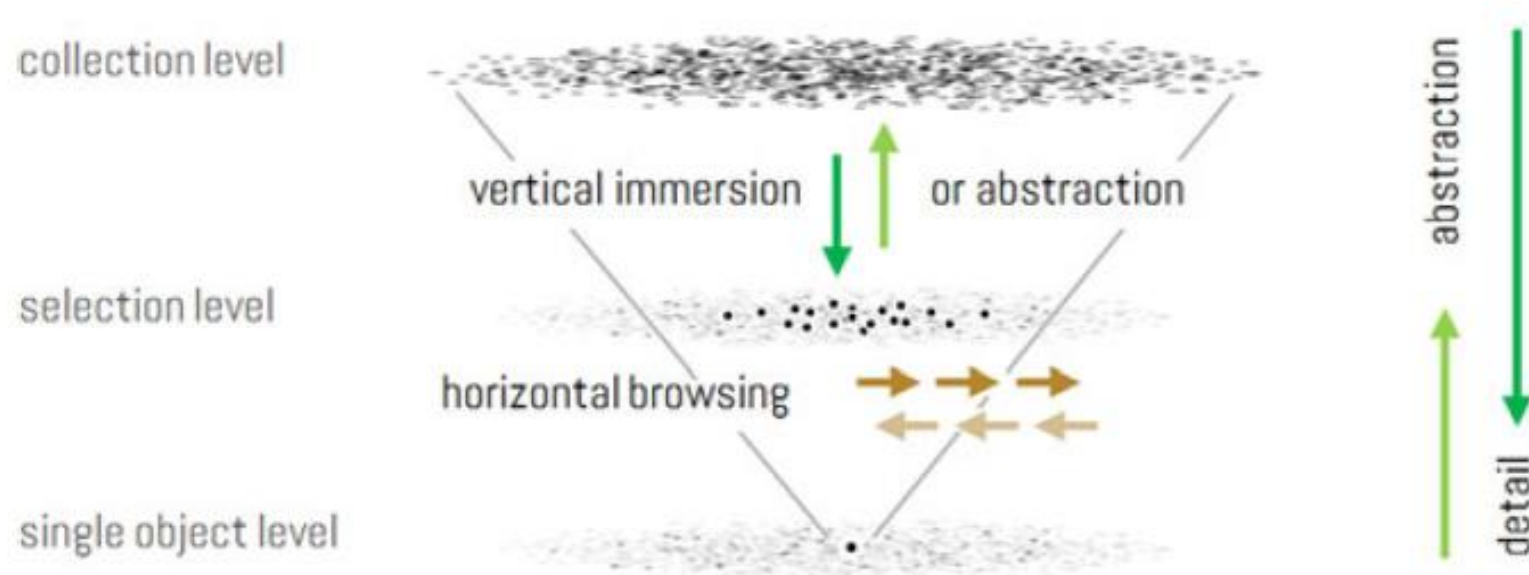 collection level
vertical immersion
or abstraction
selection level
horizontal browsing
single object level
abstraction
detail